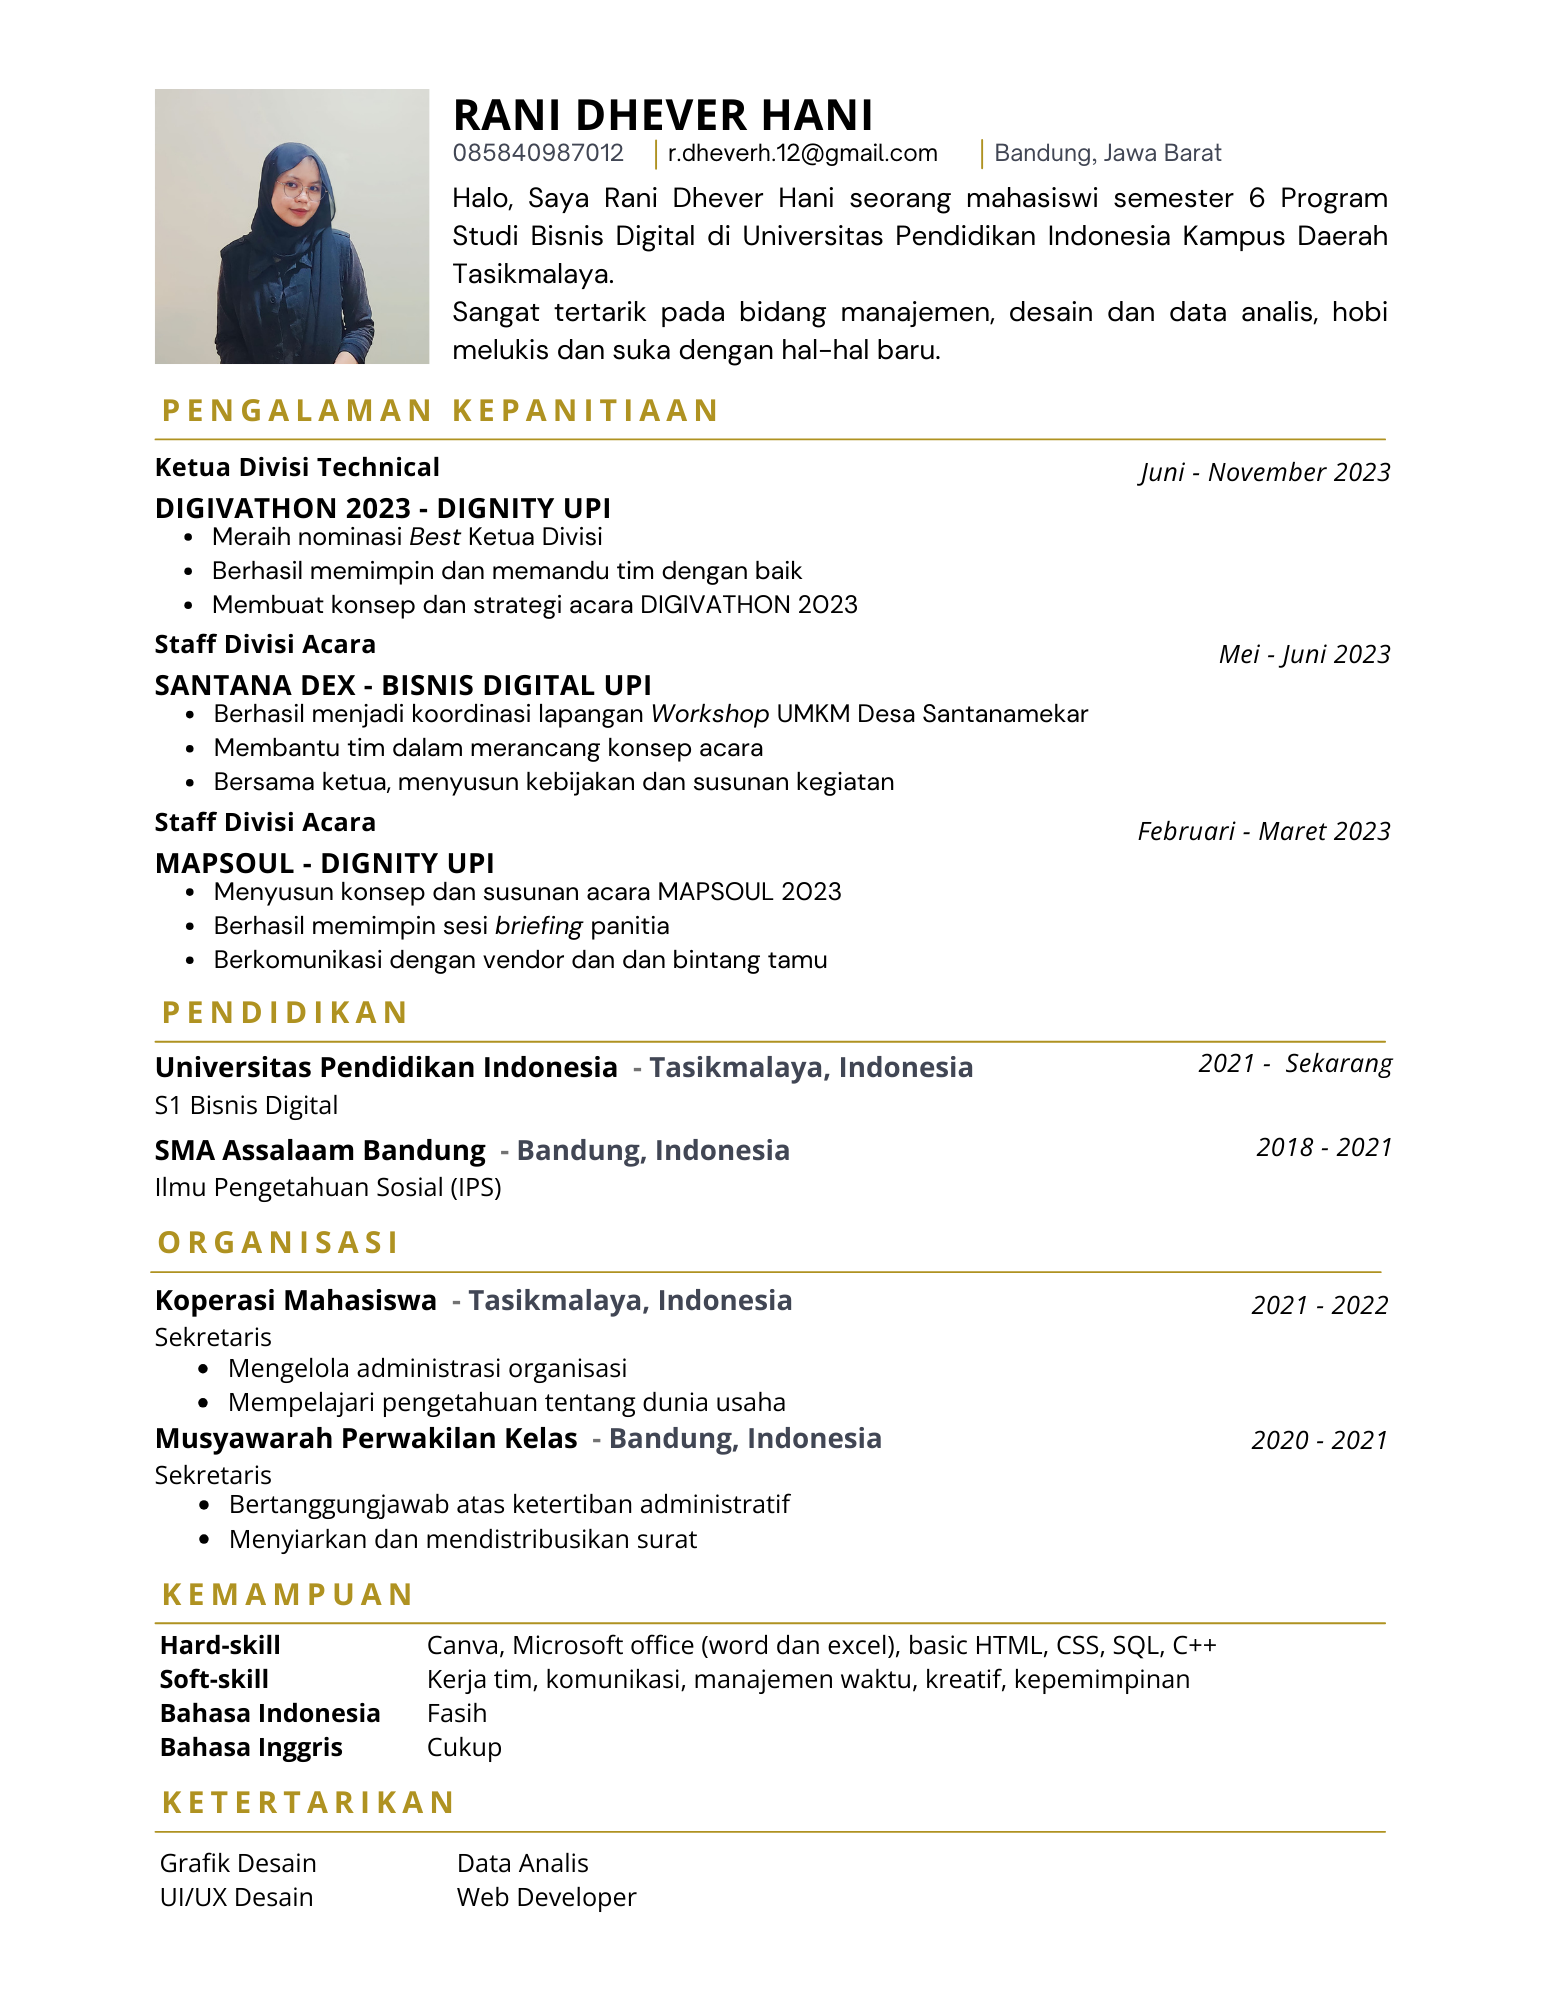 RANI DHEVER HANI
085840987012 r.dheverh.12@gmail.com Bandung, Jawa Barat
Halo, Saya Rani Dhever Hani seorang mahasiswi semester 6 Program
Studi Bisnis Digital di Universitas Pendidikan Indonesia Kampus Daerah
Tasikmalaya.
Sangat tertarik pada bidang manajemen, desain dan data analis, hobi
melukis dan suka dengan hal-hal baru.
PENGALAMAN KEPANITIAAN
Ketua Divisi Technical Juni - November 2023
DIGIVATHON 2023 - DIGNITY UPI
• Meraih nominasi Best Ketua Divisi
• Berhasil memimpin dan memandu tim dengan baik
• Membuat konsep dan strategi acara DIGIVATHON 2023
Staff Divisi Acara Mei - Juni 2023
SANTANA DEX - BISNIS DIGITAL UPI
• Berhasil menjadi koordinasi lapangan Workshop UMKM Desa Santanamekar
• Membantu tim dalam merancang konsep acara
• Bersama ketua, menyusun kebijakan dan susunan kegiatan
Staff Divisi Acara Februari - Maret 2023
MAPSOUL - DIGNITY UPI
• Menyusun konsep dan susunan acara MAPSOUL 2023
• Berhasil memimpin sesi briefing panitia
• Berkomunikasi dengan vendor dan dan bintang tamu
PENDIDIKAN
Universitas Pendidikan Indonesia - Tasikmalaya, Indonesia 2021 - Sekarang
S1 Bisnis Digital
SMA Assalaam Bandung - Bandung, Indonesia 2018 - 2021
Ilmu Pengetahuan Sosial (IPS)
ORGANISASI
Koperasi Mahasiswa - Tasikmalaya, Indonesia 2021 - 2022
Sekretaris
• Mengelola administrasi organisasi
• Mempelajari pengetahuan tentang dunia usaha
Musyawarah Perwakilan Kelas - Bandung, Indonesia 2020 - 2021
Sekretaris
• Bertanggungjawab atas ketertiban administratif
• Menyiarkan dan mendistribusikan surat
KEMAMPUAN
Hard-skill Canva, Microsoft office (word dan excel), basic HTML, CSS, SQL, C++
Soft-skill Kerja tim, komunikasi, manajemen waktu, kreatif, kepemimpinan
Bahasa Indonesia Fasih
Bahasa Inggris Cukup
KETERTARIKAN
Grafik Desain Data Analis
UI/UX Desain Web Developer